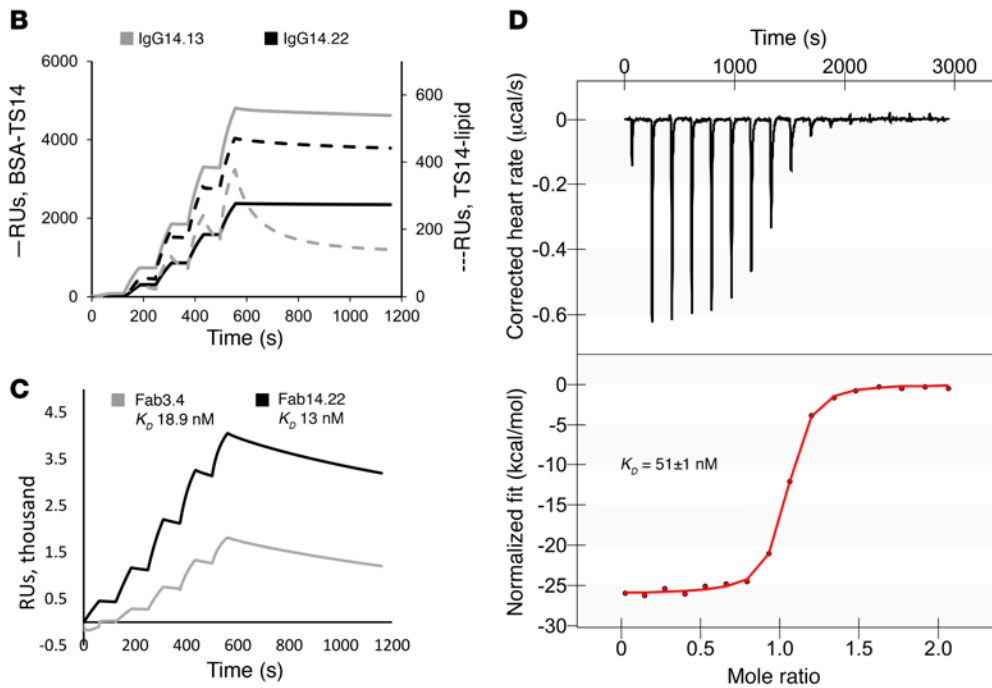 B
IgG14.13 IgG14.22
6000
4000
2000
0
—RUs, BSA-TS14
600
400
200
0
---RUs, TS14-lipid
0 200 400 600 800 1000 1200
Time (s)
C
Fab3.4 Fab14.22
K_D 18.9 nM K_D 13 nM
4.5
3.5
2.5
1.5
0.5
-0.5
RUs, thousand
0 200 400 600 800 1000 1200
Time (s)
D
Time (s)
0 1000 2000 3000
0
-0.2
-0.4
-0.6
Corrected heart rate (µcal/s)
0
-5
-10
-15
-20
-25
-30
Normalized fit (kcal/mol)
K_D = 51±1 nM
0 0.5 1.0 1.5 2.0
Mole ratio